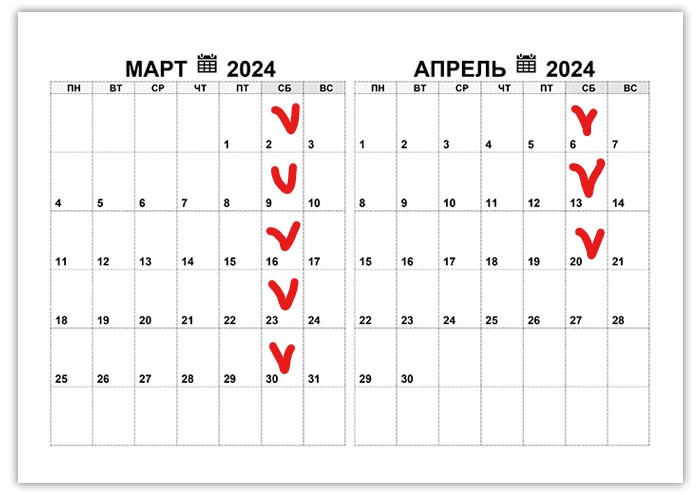 МАРТ 2024
ПН ВТ СР ЧТ ПТ СБ ВС
1 2 3
4 5 6 7 8 9 10
11 12 13 14 15 16 17
18 19 20 21 22 23 24
25 26 27 28 29 30 31
АПРЕЛЬ 2024
ПН ВТ СР ЧТ ПТ СБ ВС
1 2 3 4 5 6 7
8 9 10 11 12 13 14
15 16 17 18 19 20 21
22 23 24 25 26 27 28
29 30